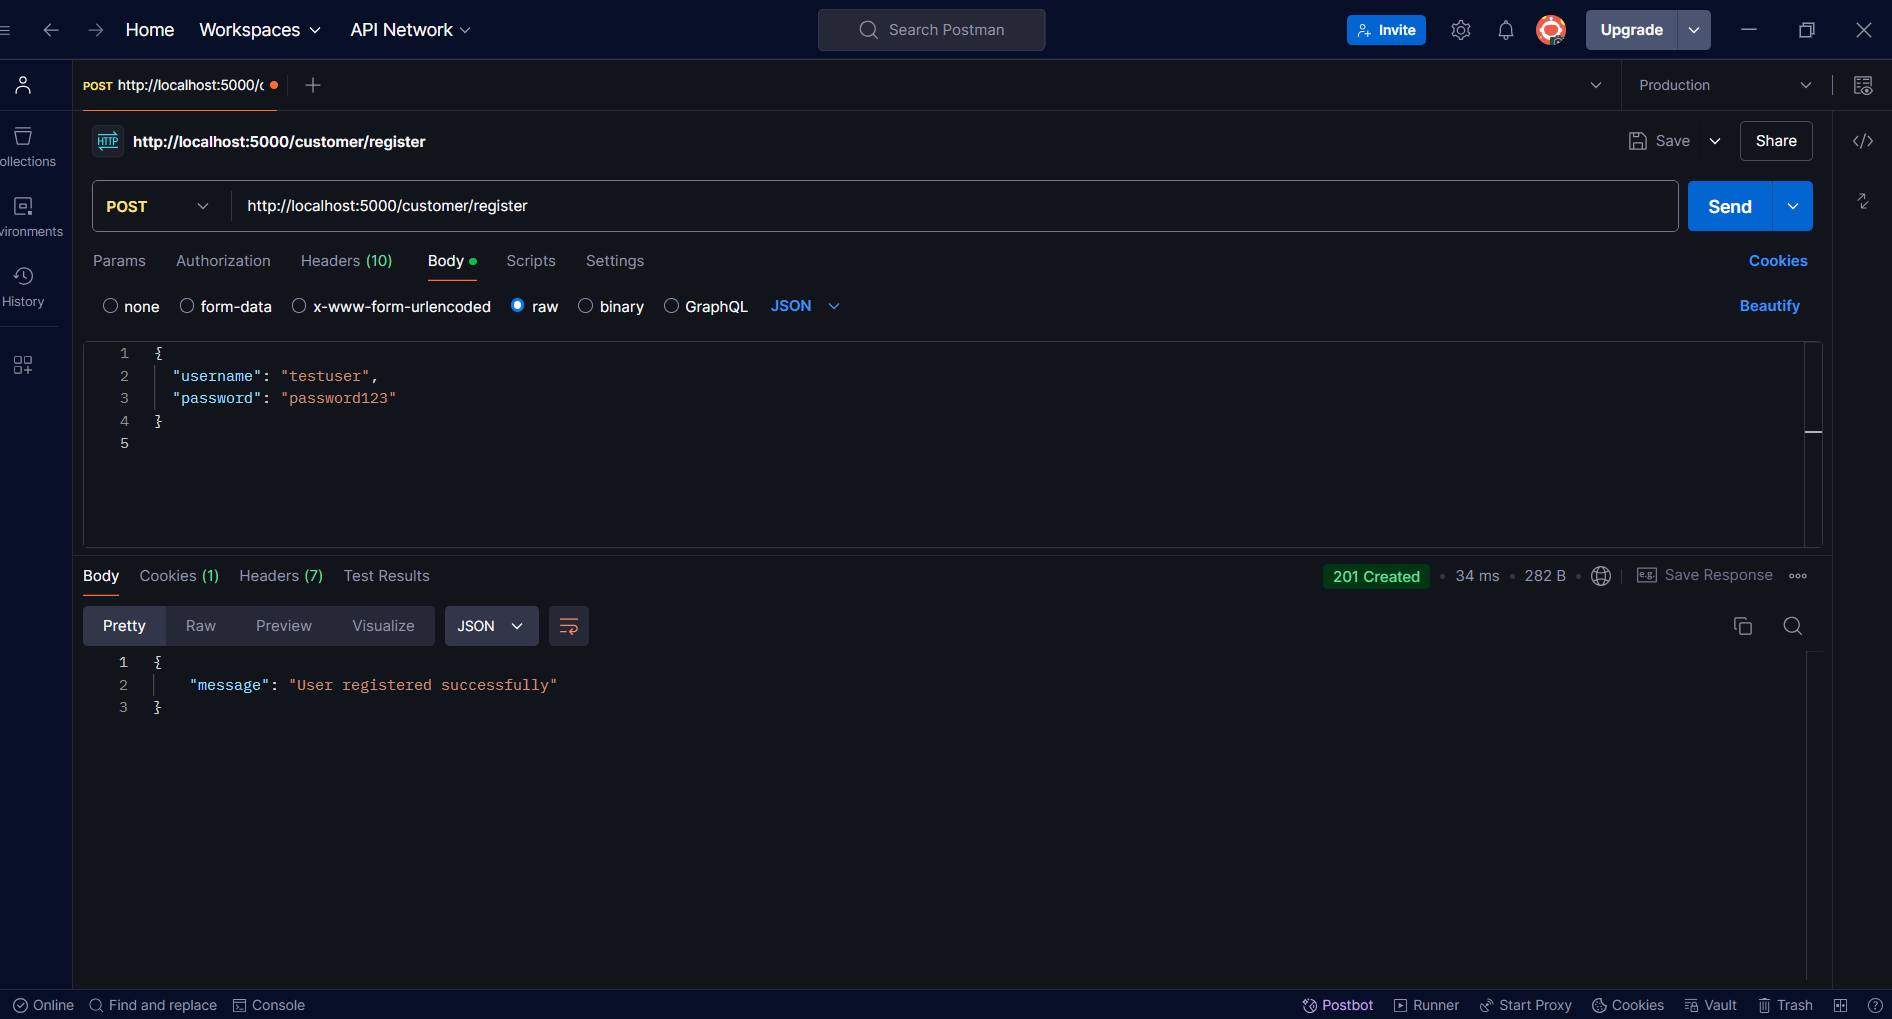 Home Workspaces API Network Search Postman Invite Upgrade
POST http://localhost:5000/c Production
HTTP http://localhost:5000/customer/register Save Share
ollections
POST http://localhost:5000/customer/register Send
vironments
Params Authorization Headers (10) Body Scripts Settings Cookies
History
none form-data x-www-form-urlencoded raw binary GraphQL JSON Beautify
1 {
2 "username": "testuser",
3 "password": "password123"
4 }
5
Body Cookies (1) Headers (7) Test Results 201 Created • 34 ms • 282 B • e.g. Save Response
Pretty Raw Preview Visualize JSON
1 {
2 "message": "User registered successfully"
3 }
Online Find and replace Console Postbot Runner Start Proxy Cookies Vault Trash